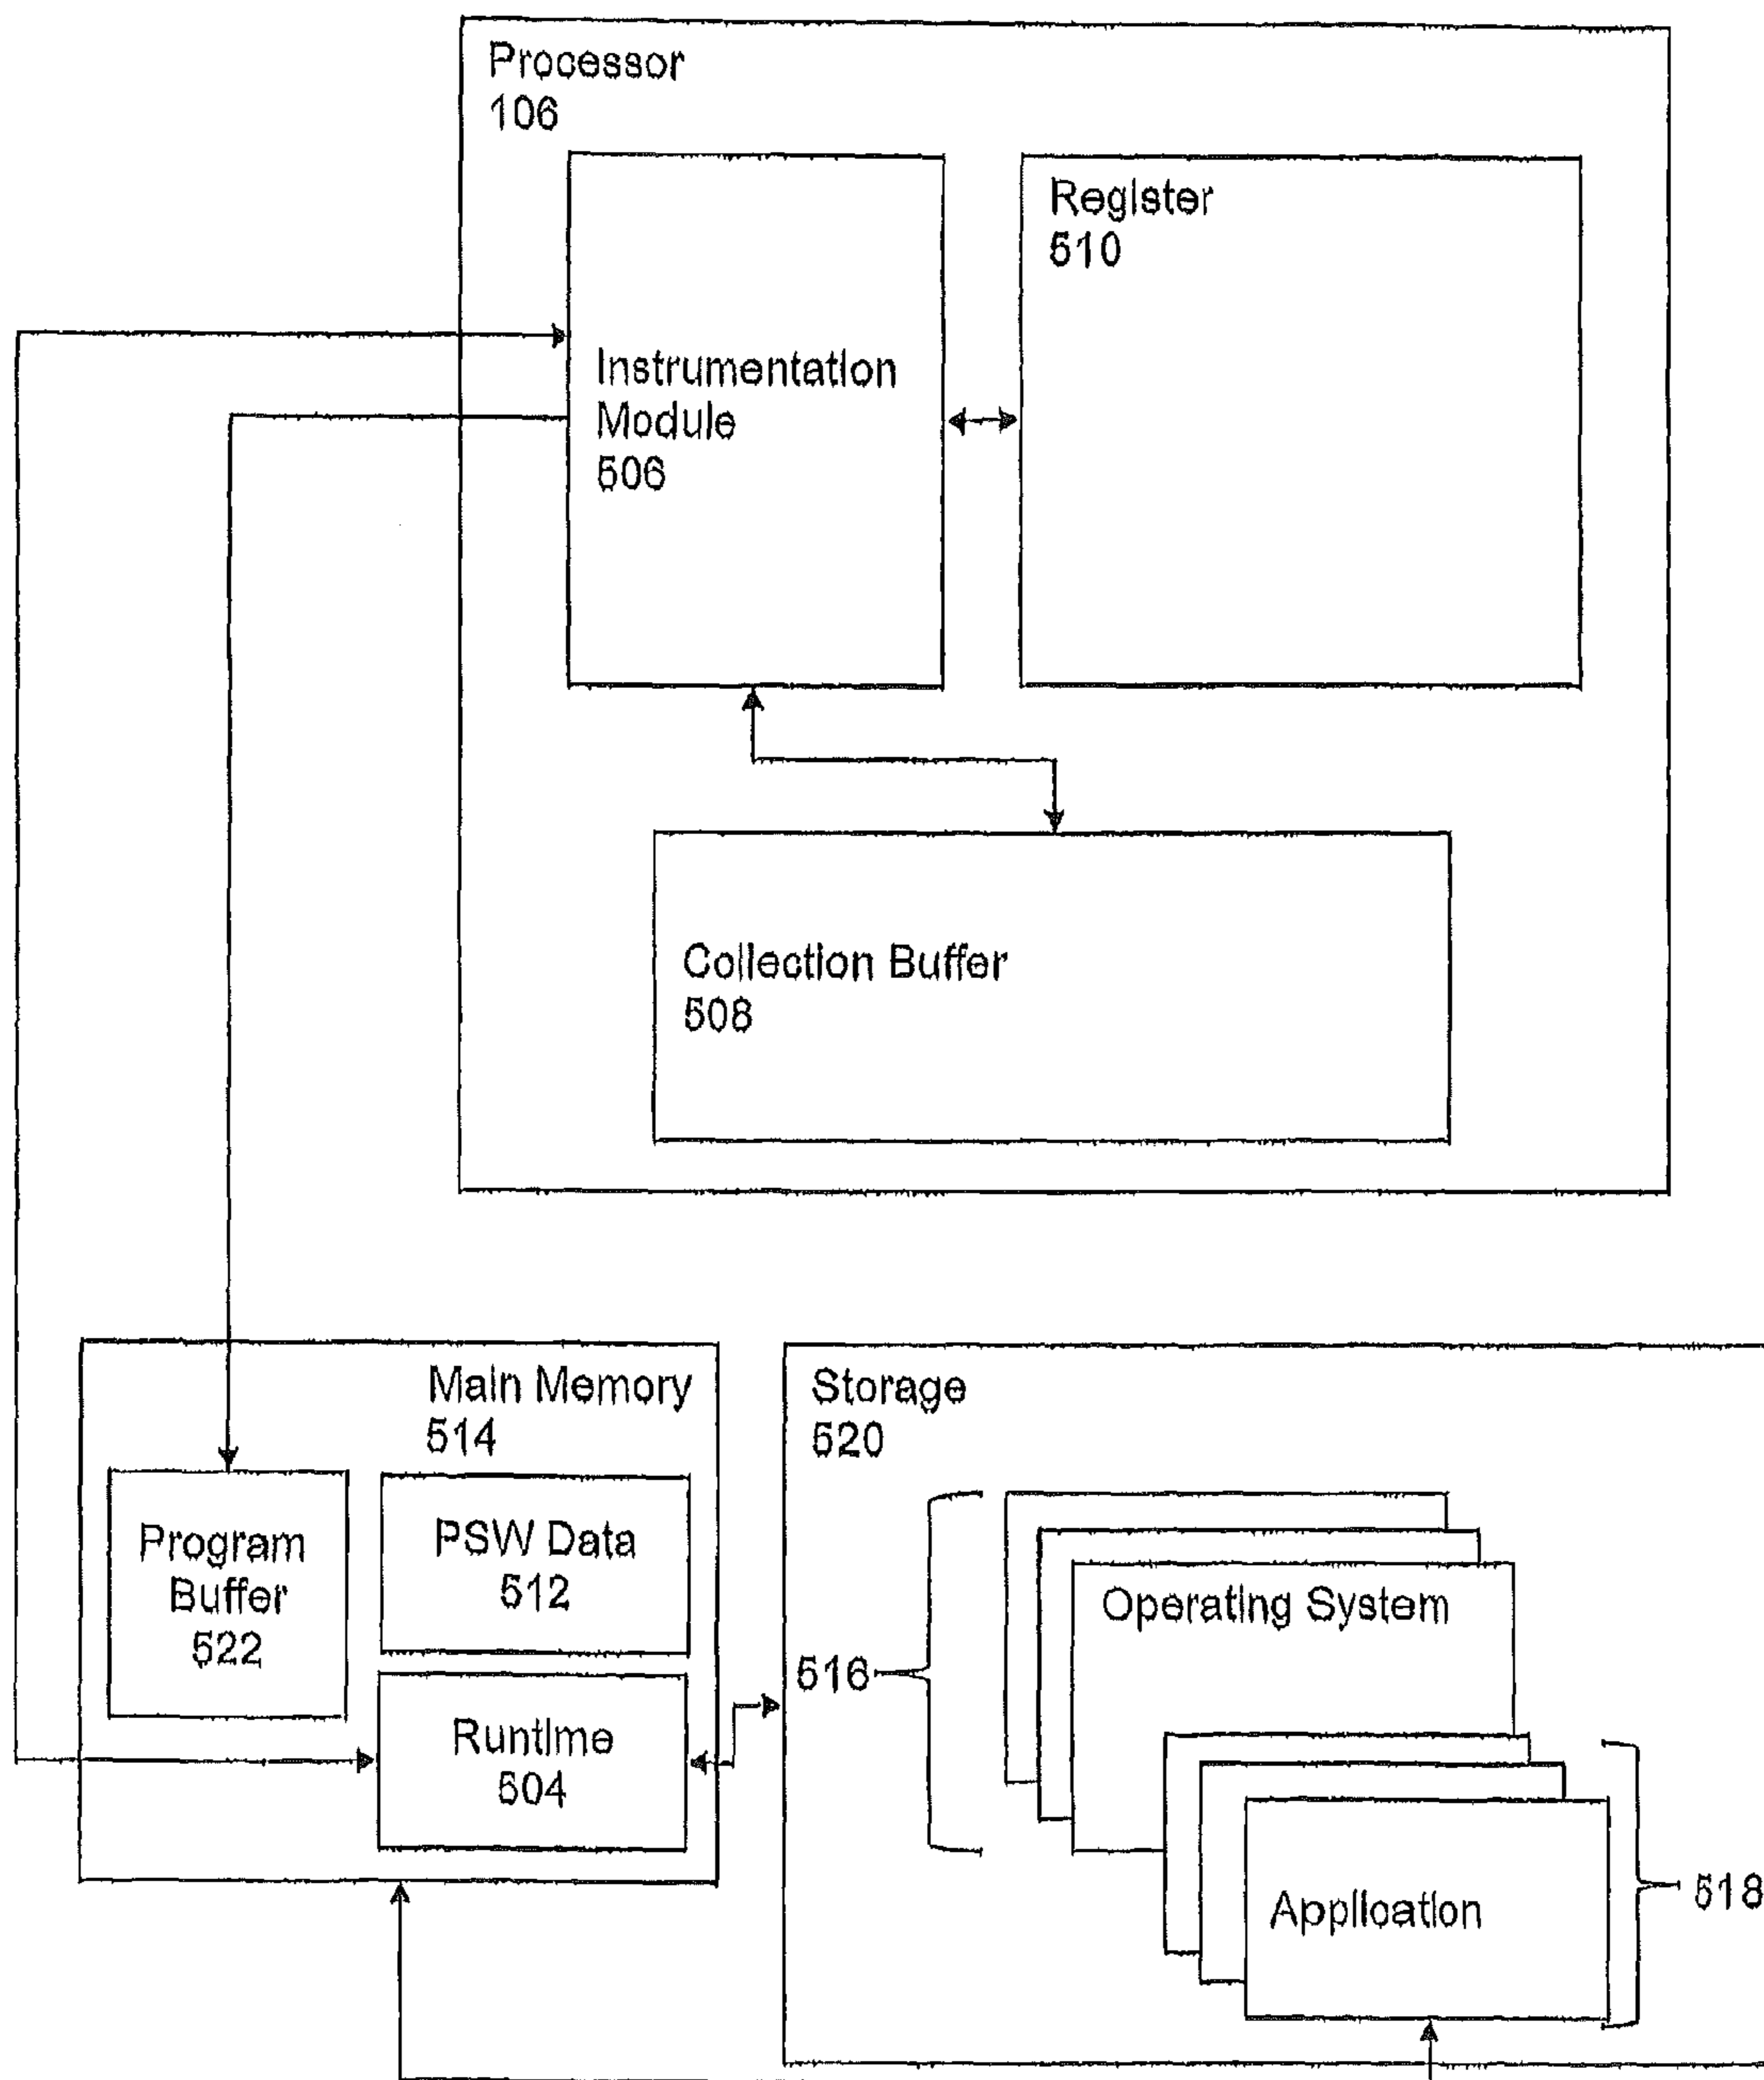 Processor
106
Register
510
Instrumentation
Module
506
Collection Buffer
508
Main Memory
514
Storage
520
Program
Buffer
522
PSW Data
512
Operating System
516
Runtime
504
518
Application